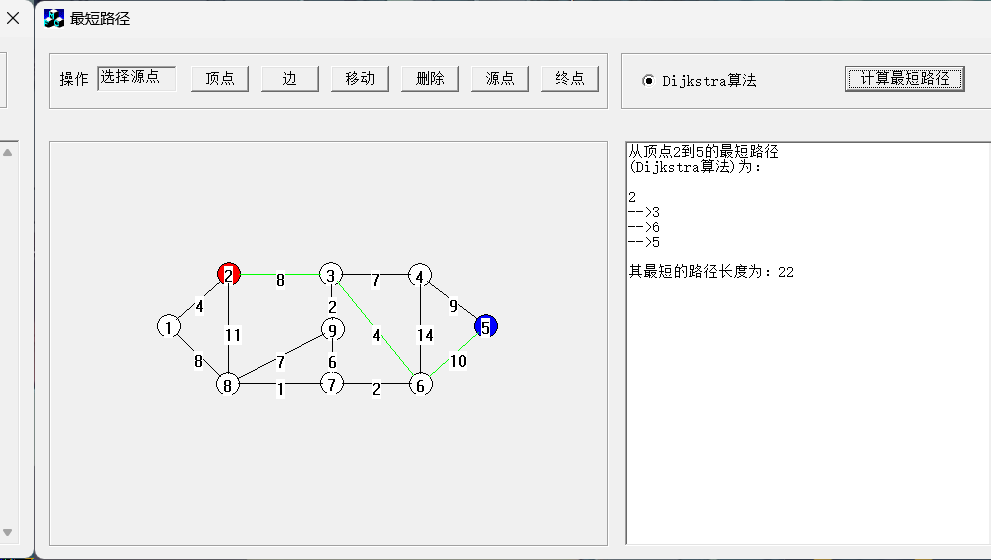 最短路径
操作 选择源点 顶点 边 移动 删除 源点 终点
Dijkstra算法 计算最短路径
从顶点2到5的最短路径
(Dijkstra算法)为:
2
-->3
-->6
-->5
其最短的路径长度为: 22
2 8 3 7 4
4 2 9
1 11 9 4 14 5
8 7 6 10
8 1 7 2 6